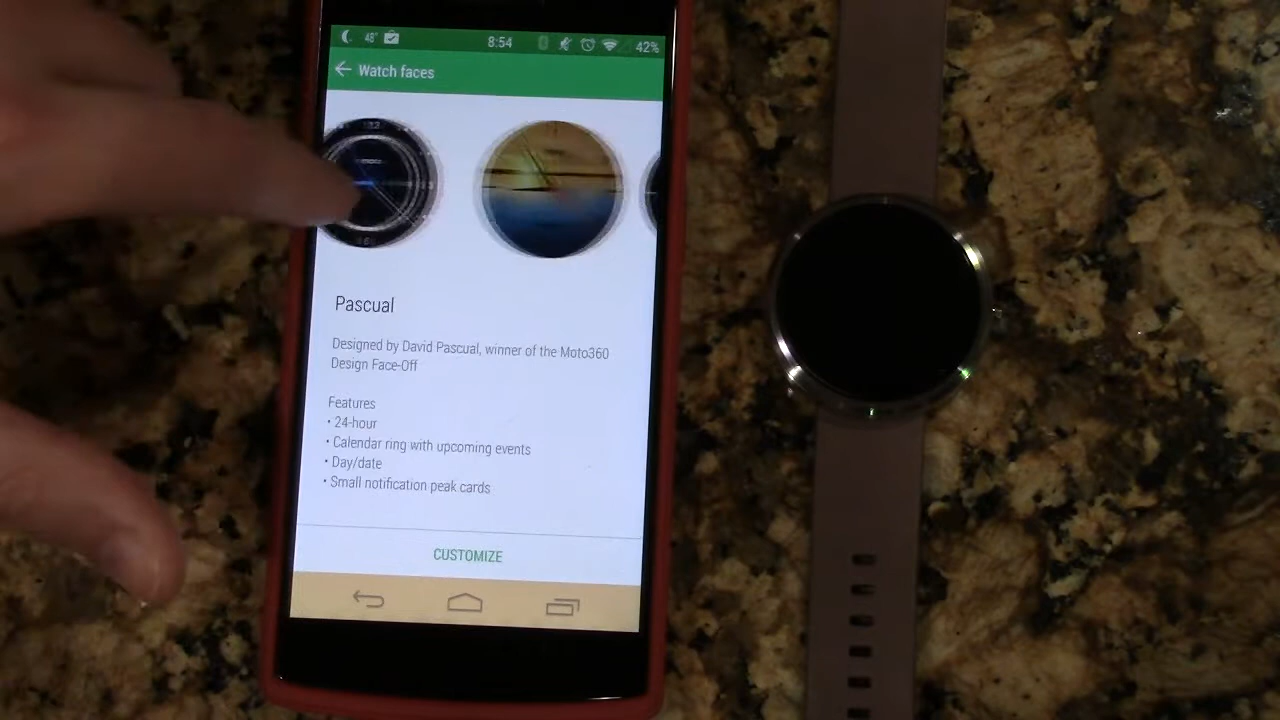 48° 8:54 42%
Watch faces
Pascual
Designed by David Pascual, winner of the Moto360
Design Face-Off
Features
• 24-hour
• Calendar ring with upcoming events
• Day/date
• Small notification peak cards
CUSTOMIZE